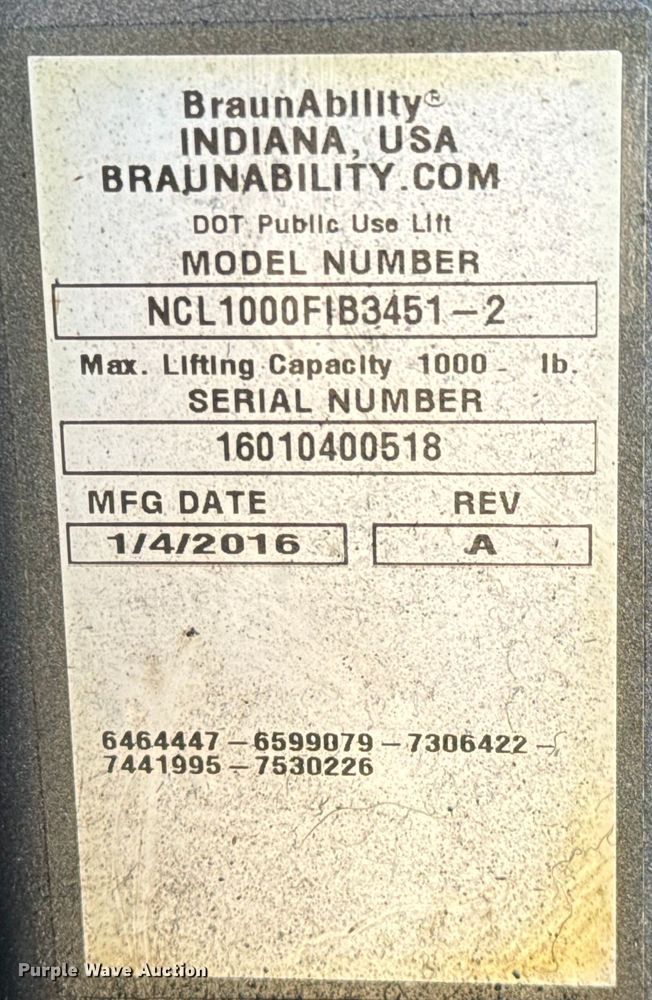 BraunAbility®
INDIANA, USA
BRAUNABILITY.COM
DOT Public Use Lift
MODEL NUMBER
NCL1000FIB3451-2
Max. Lifting Capacity 1000 lb.
SERIAL NUMBER
16010400518
MFG DATE REV
1/4/2016 A
6464447-6599079-7306422-
7441995-7530226
Purple Wave Auction